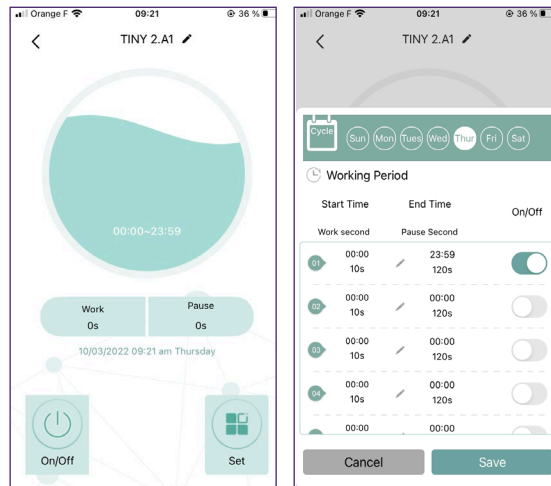 Orange F 09:21 36 %
TINY 2.A1
00:00~23:59
Work Pause
0s 0s
10/03/2022 09:21 am Thursday
On/Off Set
Orange F 09:21 36 %
TINY 2.A1
Cycle Sun Mon Tues Wed Thur Fri Sat
Working Period
Start Time End Time On/Off
Work second Pause Second
01 00:00 23:59
10s 120s
02 00:00 00:00
10s 120s
03 00:00 00:00
10s 120s
04 00:00 00:00
10s 120s
00:00 00:00
Cancel Save